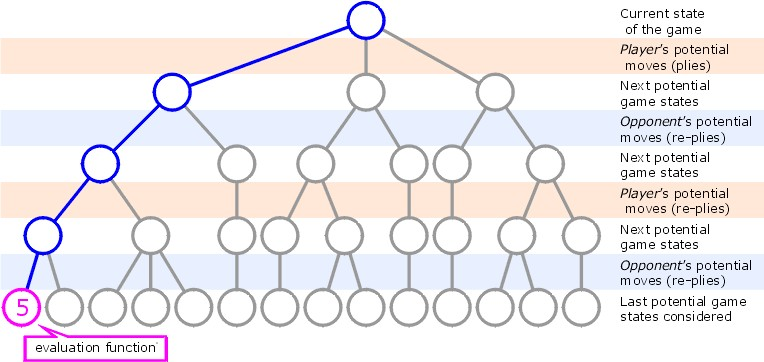 Current state
of the game
Player's potential
moves (plies)
Next potential
game states
Opponent's potential
moves (re-plies)
Next potential
game states
Player's potential
moves (re-plies)
Next potential
game states
Opponent's potential
moves (re-plies)
5
Last potential game
states considered
evaluation function